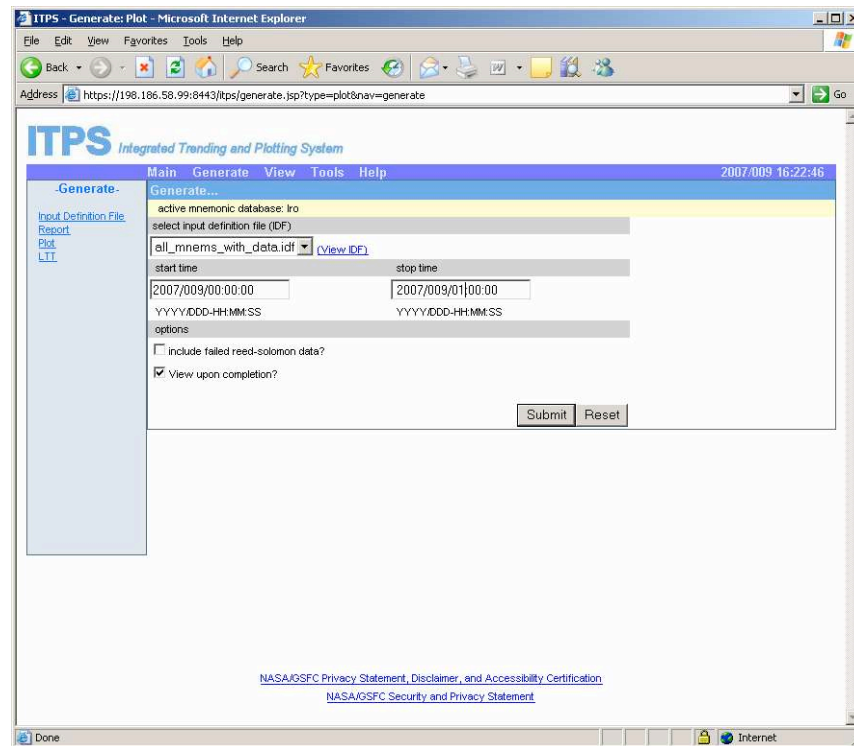 ITPS - Generate: Plot - Microsoft Internet Explorer
File Edit View Favorites Tools Help
Back Search Favorites
Address https://198.186.58.99:8443/itps/generate.jsp?type=plot&nav=generate Go
ITPS Integrated Trending and Plotting System
Main Generate View Tools Help 2007/009 16:22:46
-Generate- Generate...
active mnemonic database: lro
Input Definition File select input definition file (IDF)
Report
Plot all_mnems_with_data.idf (View IDF)
LTT
start time stop time
2007/009/00:00:00 2007/009/01:00:00
YYYY/DDD-HH:MM:SS YYYY/DDD-HH:MM:SS
options
include failed reed-solomon data?
View upon completion?
Submit Reset
NASA/GSFC Privacy Statement, Disclaimer, and Accessibility Certification
NASA/GSFC Security and Privacy Statement
Done Internet